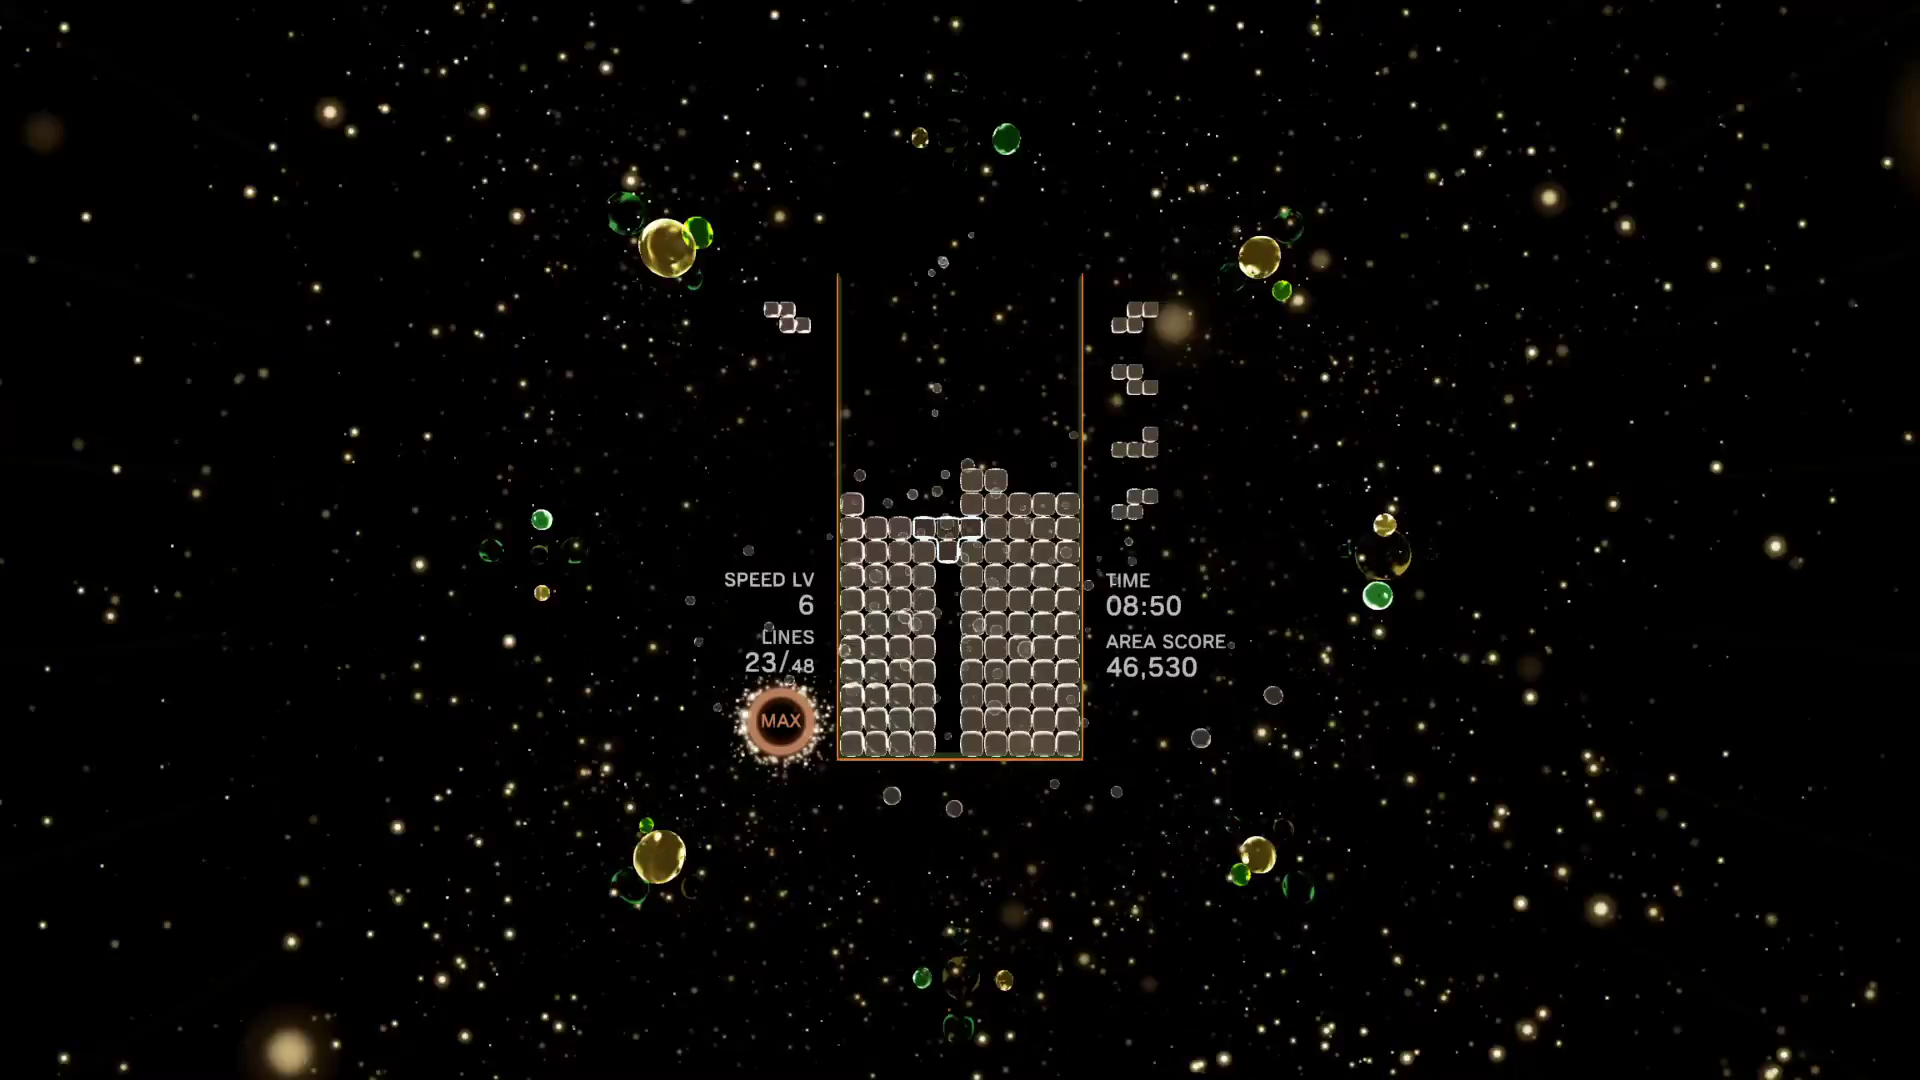 SPEED LV
6
LINES
23/48
MAX
TIME
08:50
AREA SCORE
46,530